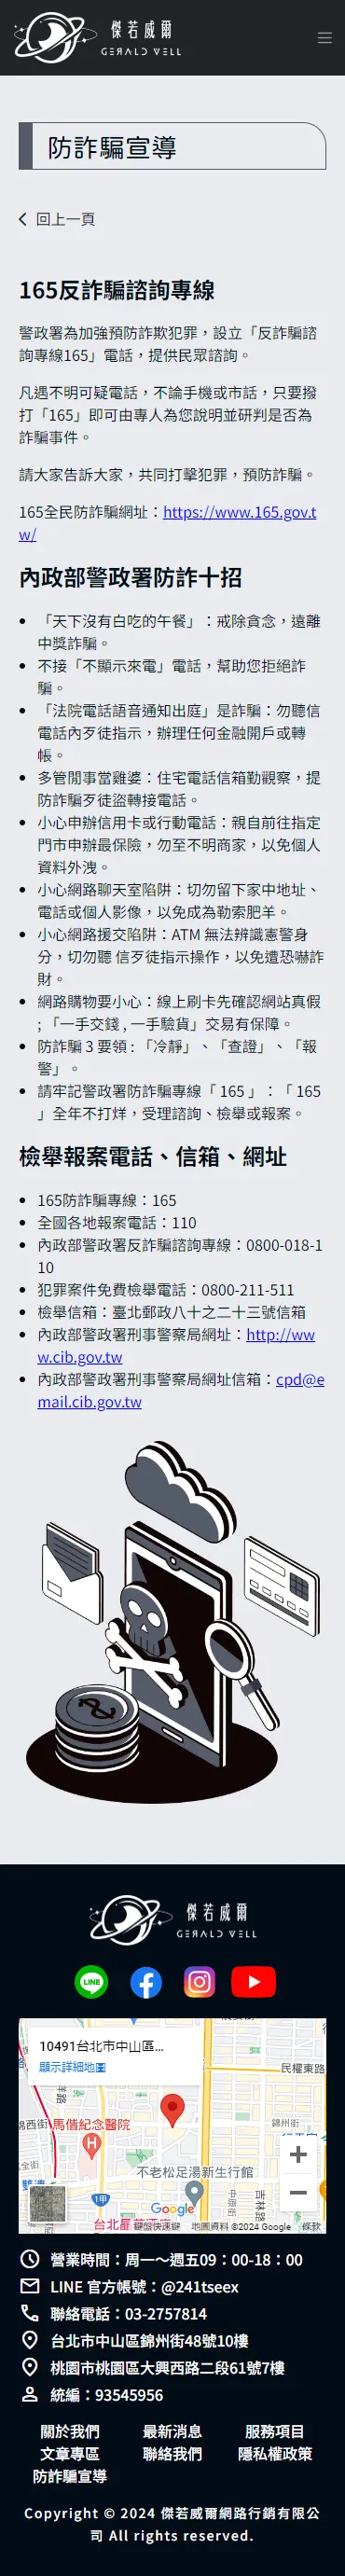 傑若威爾
GERALD WELL
防詐騙宣導
回上一頁
165反詐騙諮詢專線
警政署為加強預防詐欺犯罪，設立「反詐騙諮
詢專線165」電話，提供民眾諮詢。
凡遇不明可疑電話，不論手機或市話，只要撥
打「165」即可由專人為您說明並研判是否為
詐騙事件。
請大家告訴大家，共同打擊犯罪，預防詐騙。
165全民防詐騙網址：https://www.165.gov.t
w/
內政部警政署防詐十招
「天下沒有白吃的午餐」：戒除貪念，遠離
中獎詐騙。
不接「不顯示來電」電話，幫助您拒絕詐
騙。
「法院電話語音通知出庭」是詐騙：勿聽信
電話內歹徒指示，辦理任何金融開戶或轉
帳。
多管閒事當雞婆：住宅電話信箱勤觀察，提
防詐騙歹徒盜轉接電話。
小心申辦信用卡或行動電話：親自前往指定
門市申辦最保險，勿至不明商家，以免個人
資料外洩。
小心網路聊天室陷阱：切勿留下家中地址、
電話或個人影像，以免成為勒索肥羊。
小心網路援交陷阱：ATM 無法辨識憲警身
分，切勿聽 信歹徒指示操作，以免遭恐嚇詐
財。
網路購物要小心：線上刷卡先確認網站真假
; 「一手交錢 , 一手驗貨」交易有保障。
防詐騙 3 要領 : 「冷靜」、「查證」、「報
警」。
請牢記警政署防詐騙專線「 165 」：「 165
」全年不打烊，受理諮詢、檢舉或報案。
檢舉報案電話、信箱、網址
165防詐騙專線：165
全國各地報案電話：110
內政部警政署反詐騙諮詢專線：0800-018-1
10
犯罪案件免費檢舉電話：0800-211-511
檢舉信箱：臺北郵政八十之二十三號信箱
內政部警政署刑事警察局網址：http://ww
w.cib.gov.tw
內政部警政署刑事警察局網址信箱：cpd@e
mail.cib.gov.tw
傑若威爾
GERALD WELL
LINE
10491台北市中山區...
顯示詳細地圖
民權東路
錦州街
錦西街
馬偕紀念醫院
不老松足湯新生行館
中原街
吉林路
Google
鍵盤快速鍵
地圖資料 ©2024 Google
條款
營業時間：周一～週五09：00-18：00
LINE 官方帳號：@241tseex
聯絡電話：03-2757814
台北市中山區錦州街48號10樓
桃園市桃園區大興西路二段61號7樓
統編：93545956
關於我們 最新消息 服務項目
文章專區 聯絡我們 隱私權政策
防詐騙宣導
Copyright © 2024 傑若威爾網路行銷有限公
司 All rights reserved.